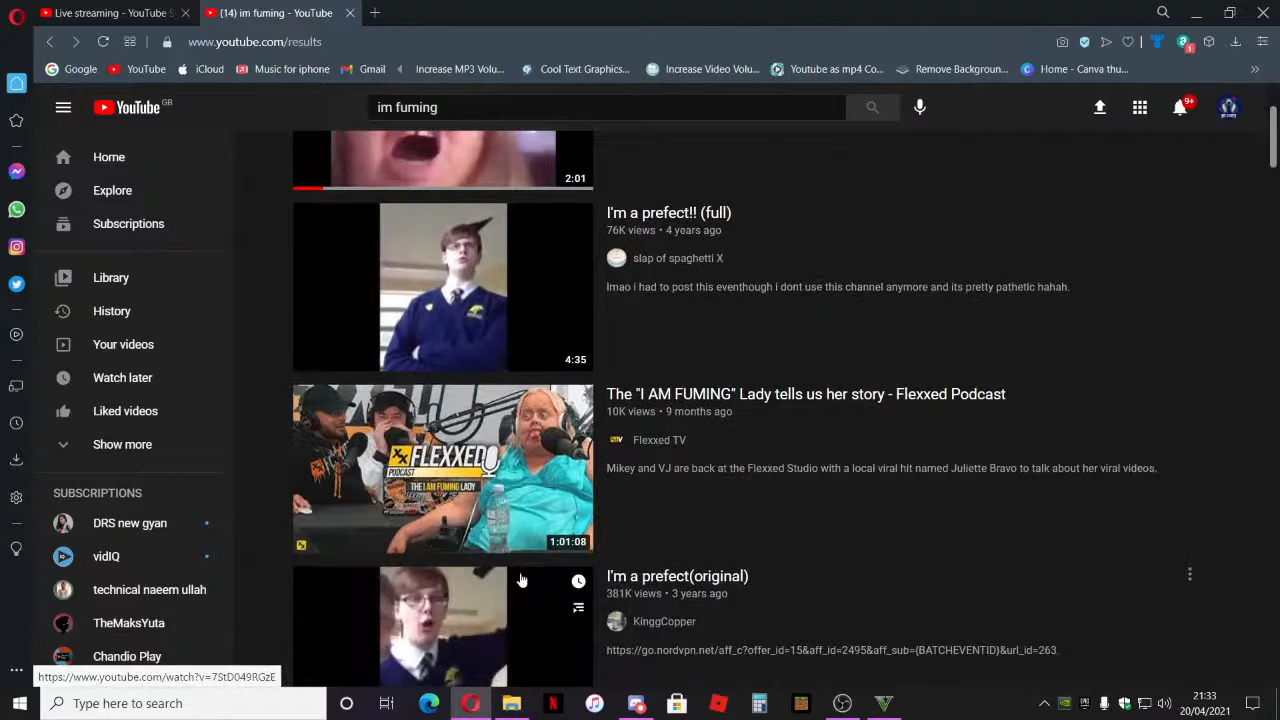 Live streaming - YouTube S
(14) im fuming - YouTube
www.youtube.com/results
Google
YouTube
iCloud
Music for iphone
Gmail
Increase MP3 Volu...
Cool Text Graphics...
Increase Video Volu...
Youtube as mp4 Co...
Remove Backgroun...
Home - Canva thu...
YouTube GB
im fuming
9+
Home
Explore
Subscriptions
Library
History
Your videos
Watch later
Liked videos
Show more
SUBSCRIPTIONS
DRS new gyan
vidIQ
technical naeem ullah
TheMaksYuta
Chandio Play
2:01
I'm a prefect!! (full)
76K views • 4 years ago
slap of spaghetti X
lmao i had to post this eventhough i dont use this channel anymore and its pretty pathetic hahah.
4:35
The "I AM FUMING" Lady tells us her story - Flexxed Podcast
10K views • 9 months ago
Flexxed TV
Mikey and VJ are back at the Flexxed Studio with a local viral hit named Juliette Bravo to talk about her viral videos.
FLEXXED
PODCAST
THE I AM FUMING LADY
1:01:08
I'm a prefect(original)
381K views • 3 years ago
KinggCopper
https://go.nordvpn.net/aff_c?offer_id=15&aff_id=2495&aff_sub={BATCHEVENTID}&url_id=263
https://www.youtube.com/watch?v=7StD049RGzE
Type here to search
21:33
20/04/2021